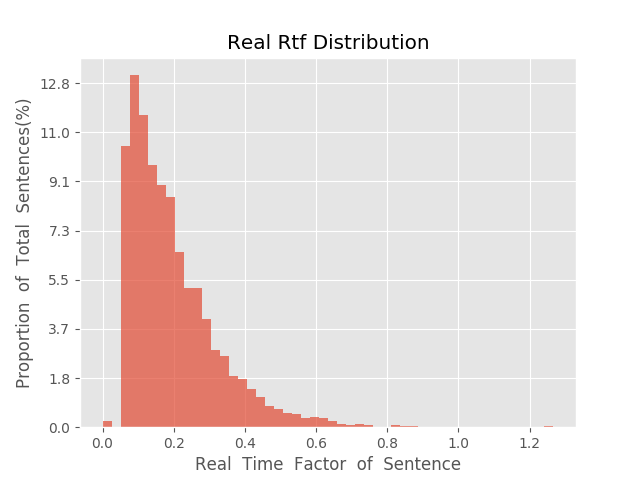 Real Rtf Distribution
12.8
11.0
9.1
7.3
5.5
3.7
1.8
0.0
Proportion of Total Sentences(%)
0.0 0.2 0.4 0.6 0.8 1.0 1.2
Real Time Factor of Sentence